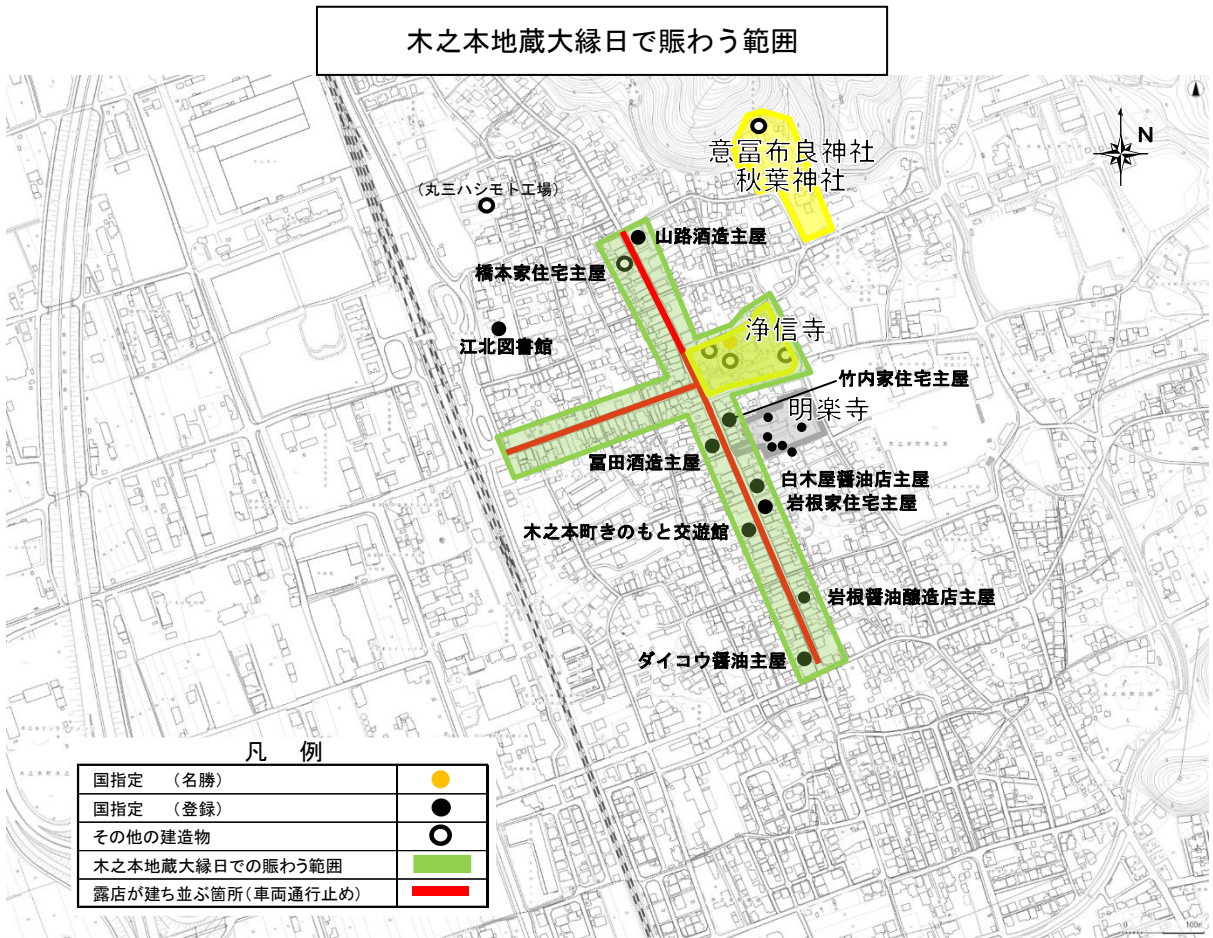 木之本地蔵大縁日で賑わう範囲
N
意冨布良神社
秋葉神社
(丸三ハシモト工場)
山路酒造主屋
橋本家住宅主屋
浄信寺
江北図書館
竹内家住宅主屋
明楽寺
冨田酒造主屋
白木屋醤油店主屋
岩根家住宅主屋
木之本町きのもと交遊館
岩根醤油醸造店主屋
ダイコウ醤油主屋
凡 例
国指定 (名勝)
国指定 (登録)
その他の建造物
木之本地蔵大縁日での賑わう範囲
露店が建ち並ぶ箇所(車両通行止め)
0 100m